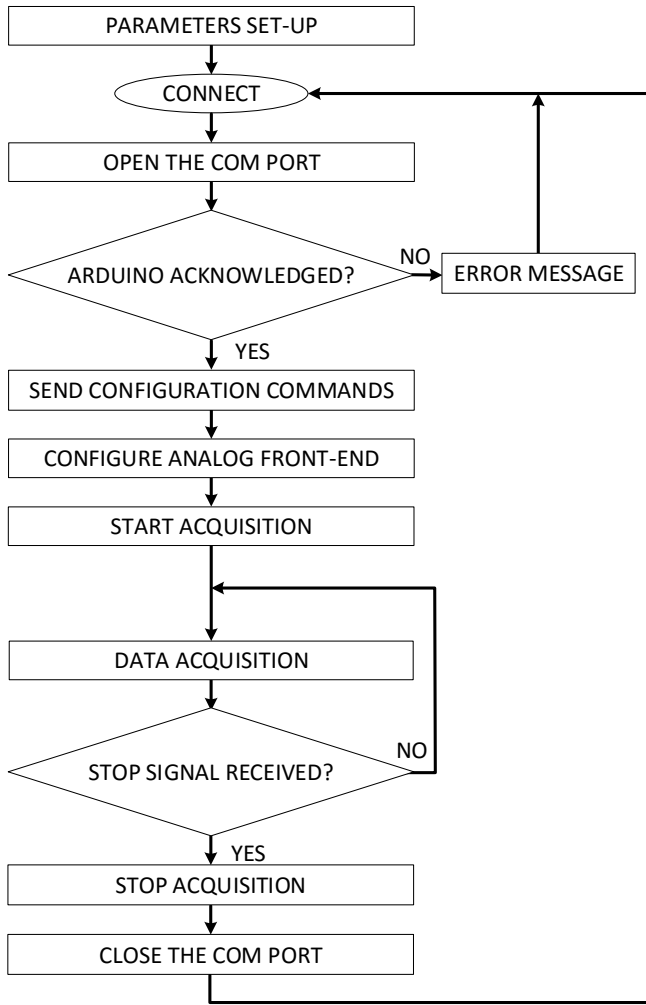 PARAMETERS SET-UP
CONNECT
OPEN THE COM PORT
ARDUINO ACKNOWLEDGED?
NO
ERROR MESSAGE
YES
SEND CONFIGURATION COMMANDS
CONFIGURE ANALOG FRONT-END
START ACQUISITION
DATA ACQUISITION
STOP SIGNAL RECEIVED?
NO
YES
STOP ACQUISITION
CLOSE THE COM PORT